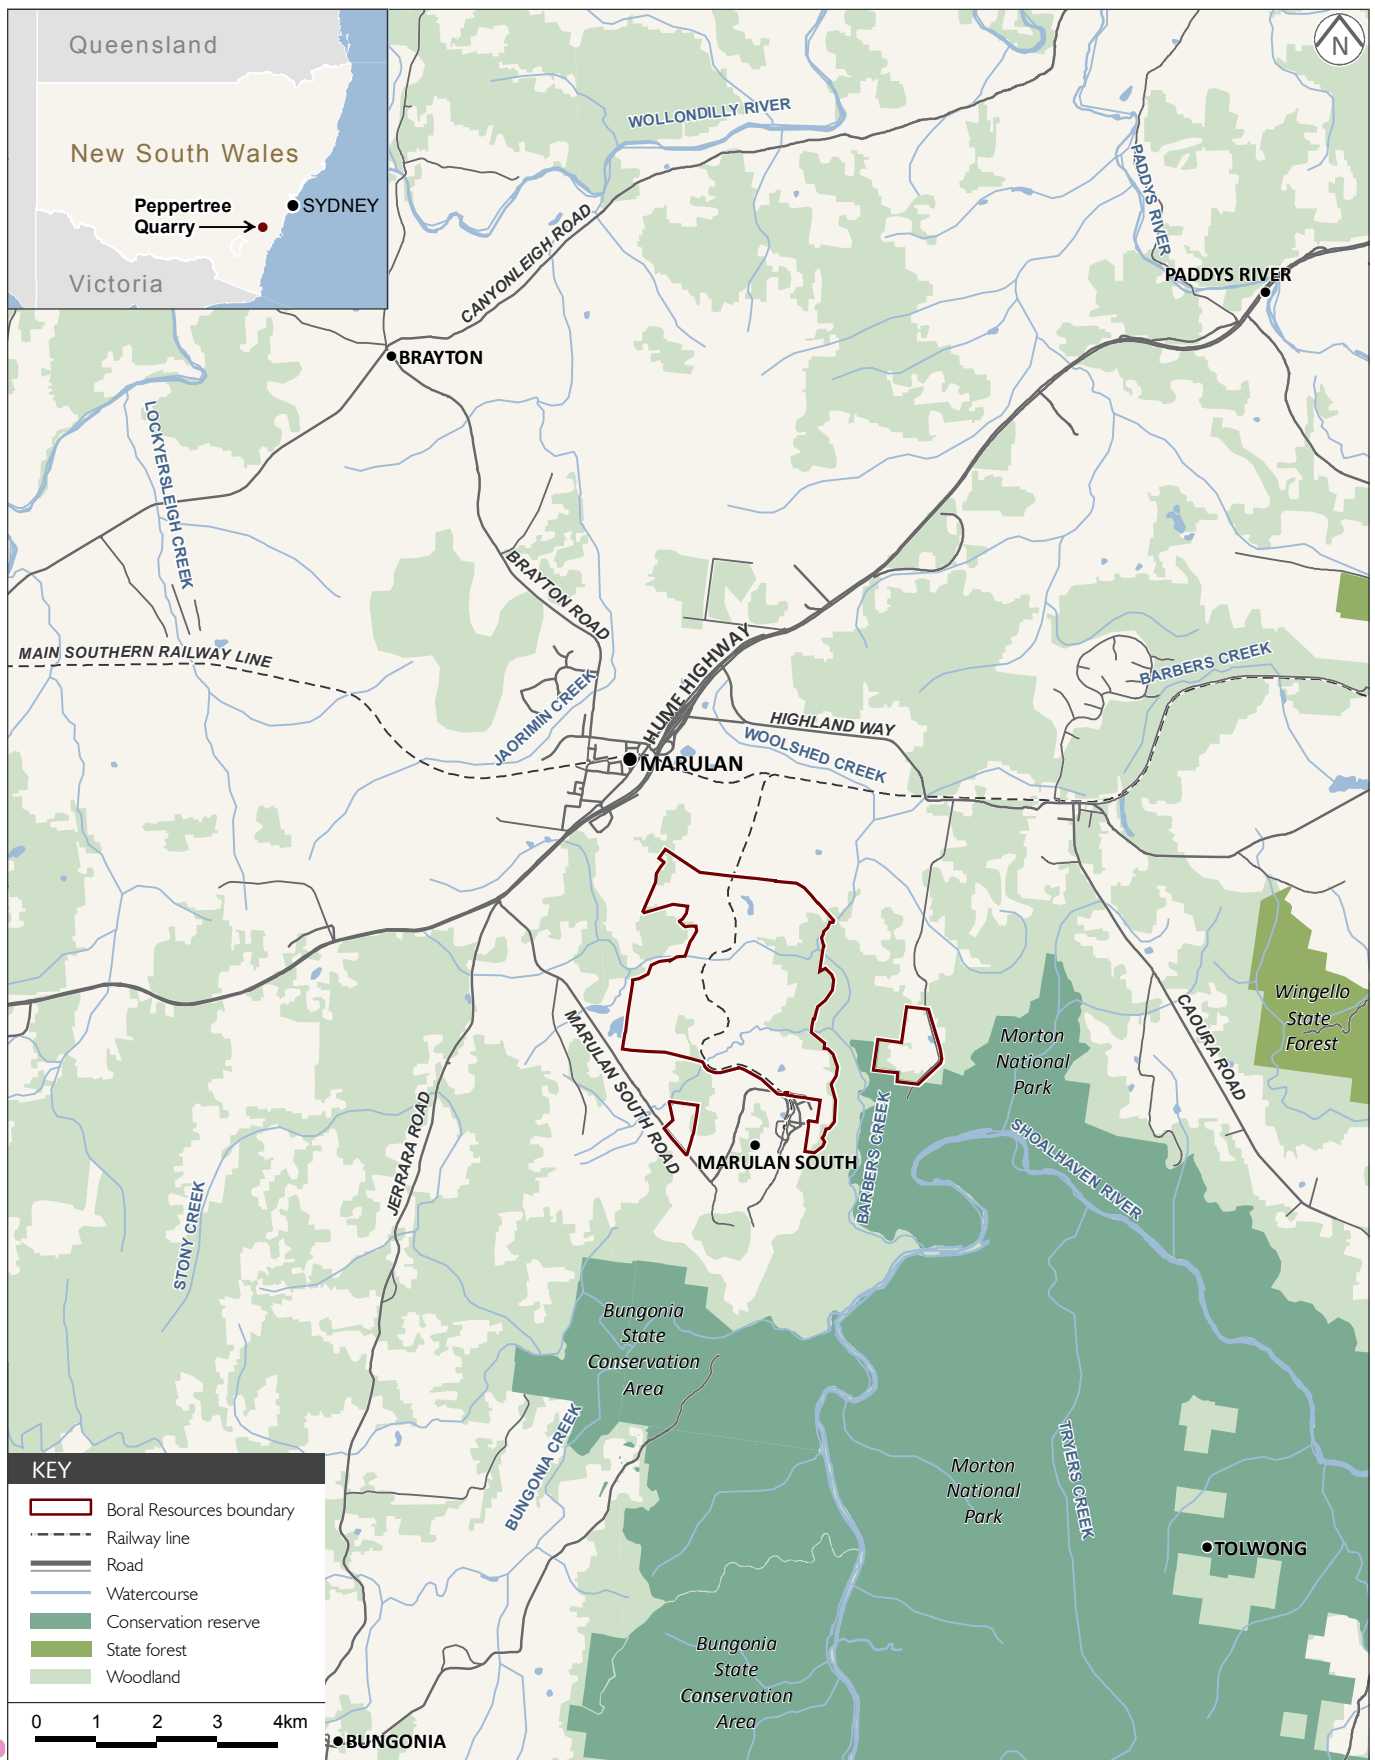 Queensland
New South Wales
Peppertree
Quarry
SYDNEY
Victoria
N
WOLLONDILLY RIVER
PADDYS RIVER
CANYONLEIGH ROAD
PADDYS RIVER
BRAYTON
LOCKYERSLEIGH CREEK
BRAYTON ROAD
MAIN SOUTHERN RAILWAY LINE
HUME HIGHWAY
BARBERS CREEK
JAORIMIN CREEK
HIGHLAND WAY
WOOLSHED CREEK
MARULAN
Wingello
State
Forest
CAOURA ROAD
Morton
National
Park
MARULAN SOUTH ROAD
JERRARA ROAD
BARBERS CREEK
SHOALHAVEN RIVER
MARULAN SOUTH
STONY CREEK
Bungonia
State
Conservation
Area
BUNGONIA CREEK
TRYERS CREEK
Morton
National
Park
TOLWONG
Bungonia
State
Conservation
Area
KEY
Boral Resources boundary
Railway line
Road
Watercourse
Conservation reserve
State forest
Woodland
0 1 2 3 4km
BUNGONIA